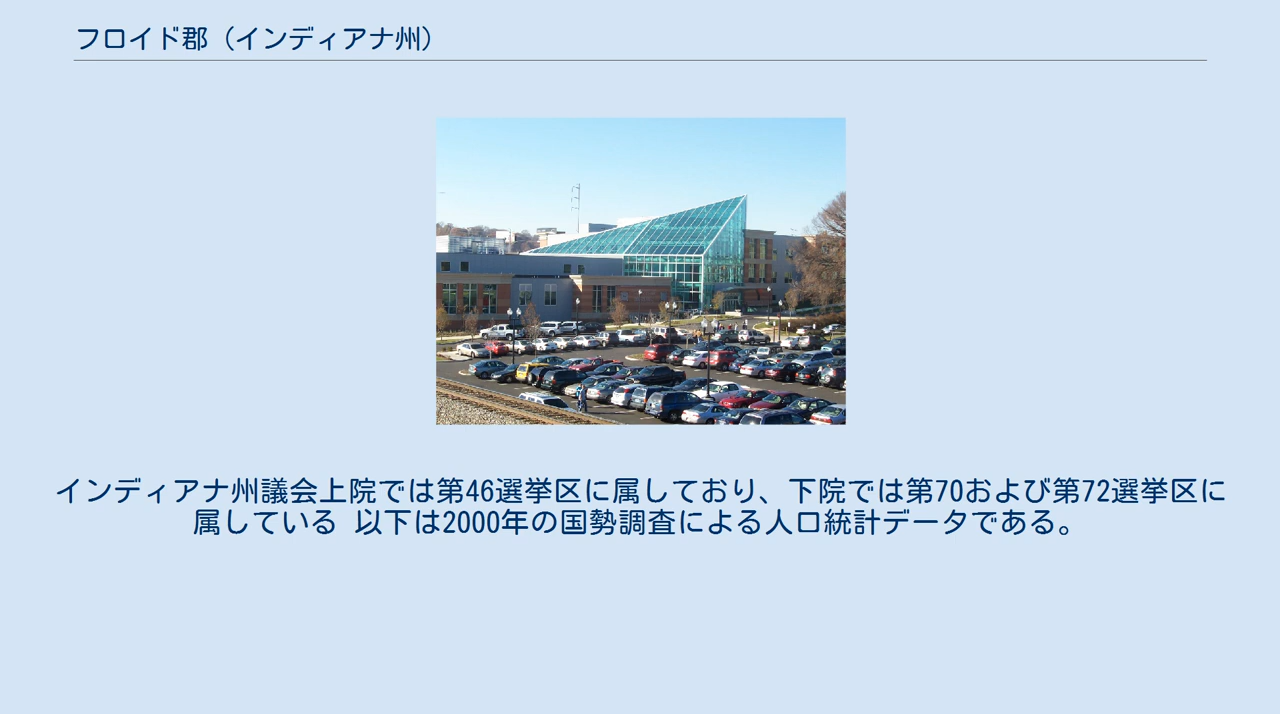 フロイド郡（インディアナ州）
インディアナ州議会上院では第46選挙区に属しており、下院では第70および第72選挙区に
属している 以下は2000年の国勢調査による人口統計データである。